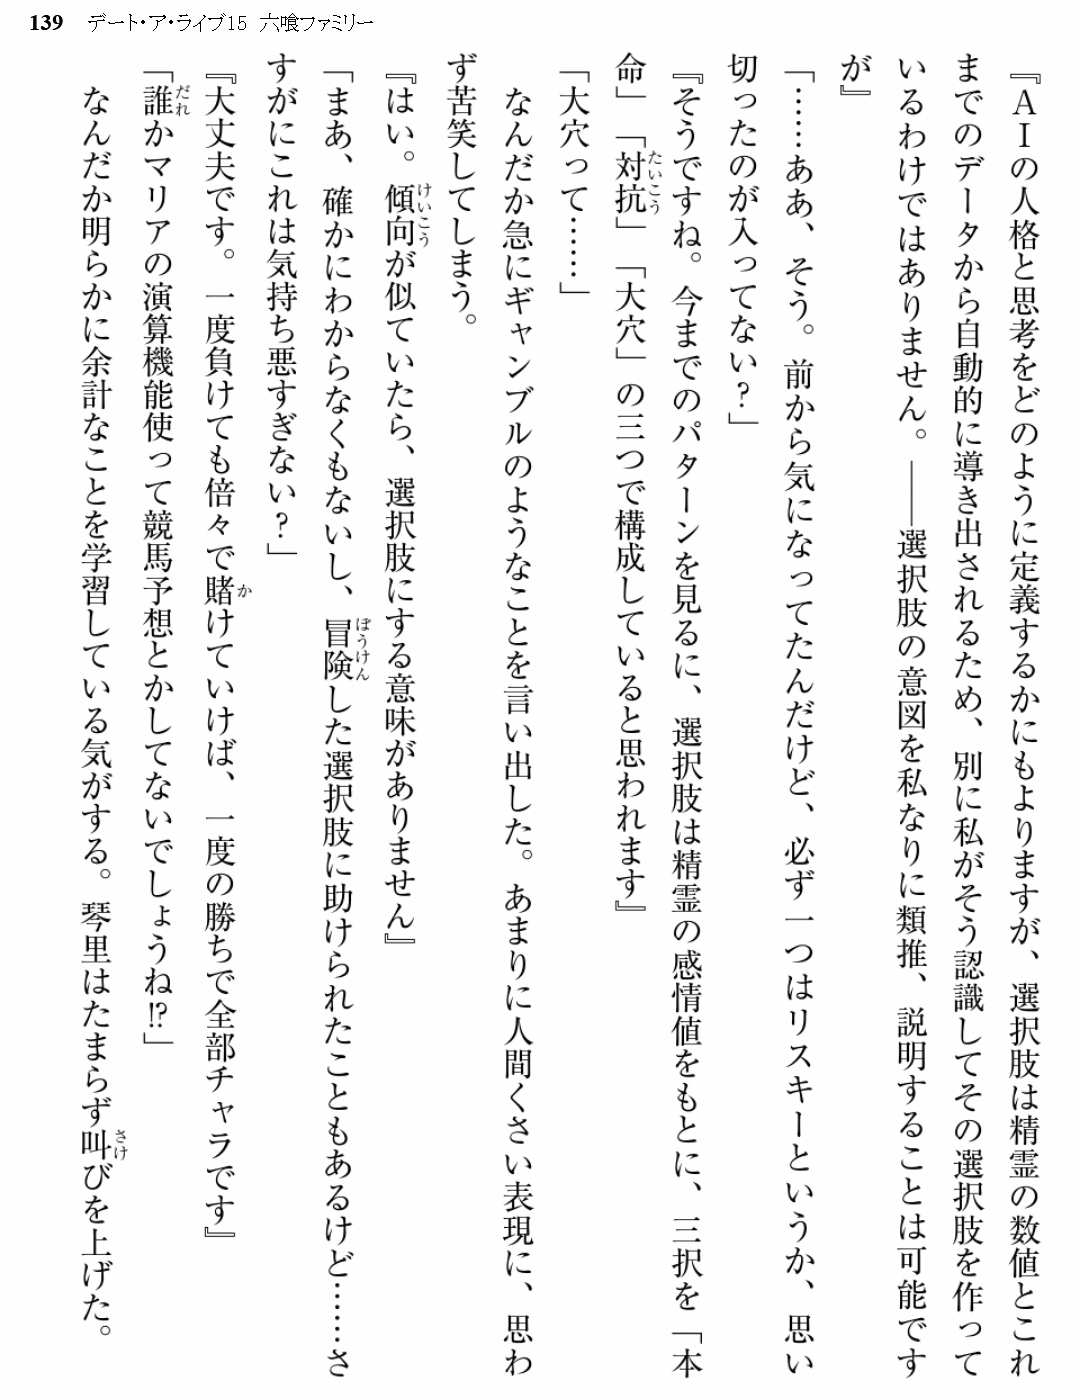 139 デート・ア・ライブ15 六喰ファミリー
『ＡＩの人格と思考をどのように定義するかにもよりますが、選択肢は精霊の数値とこれ
までのデータから自動的に導き出されるため、別に私がそう認識してその選択肢を作って
いるわけではありません。――選択肢の意図を私なりに類推、説明することは可能です
が』
「……ああ、そう。前から気になってたんだけど、必ず一つはリスキーというか、思い
切ったのが入ってない？」
『そうですね。今までのパターンを見るに、選択肢は精霊の感情値をもとに、三択を「本
命」「対抗」「大穴」の三つで構成していると思われます』
「大穴って……」
なんだか急にギャンブルのようなことを言い出した。あまりに人間くさい表現に、思わ
ず苦笑してしまう。
『はい。傾向が似ていたら、選択肢にする意味がありません』
「まあ、確かにわからなくもないし、冒険した選択肢に助けられたこともあるけど……さ
すがにこれは気持ち悪すぎない？」
『大丈夫です。一度負けても倍々で賭けていけば、一度の勝ちで全部チャラです』
「誰かマリアの演算機能使って競馬予想とかしてないでしょうね!?」
なんだか明らかに余計なことを学習している気がする。琴里はたまらず叫びを上げた。